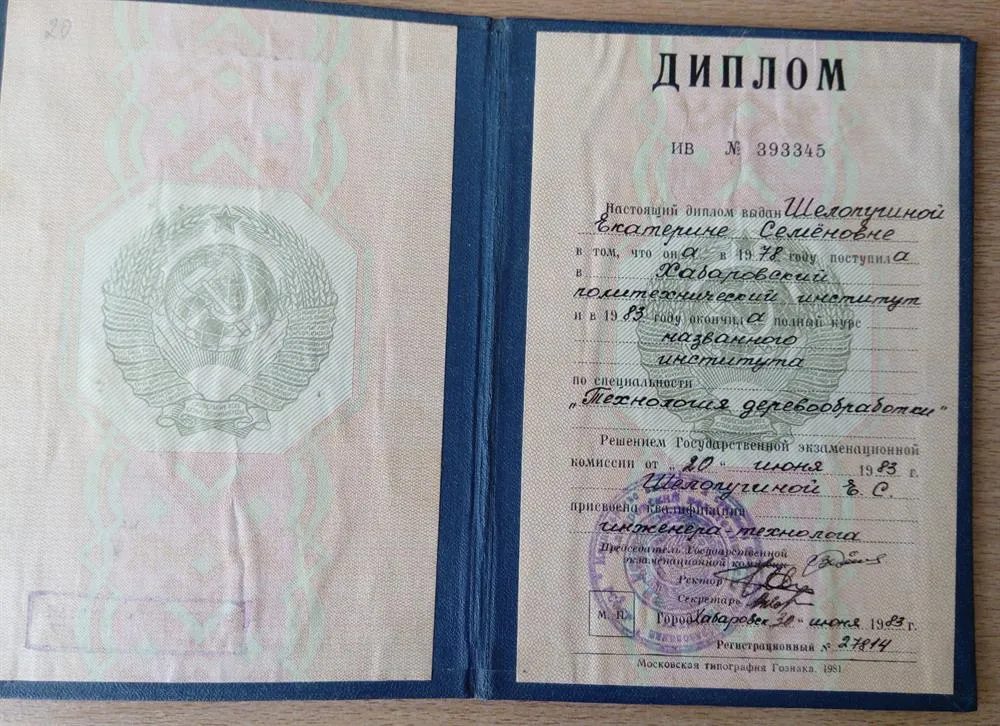 20
ДИПЛОМ
ИВ № 393345
Настоящий диплом выдан Шелопугиной
Екатерине Семёновне
в том, что она в 1978 году поступила
в Хабаровский
политехнический институт
и в 1983 году окончила полный курс
названного
института
по специальности
„Технология деревообработки"
Решением Государственной экзаменационной
комиссии от „20" июня 1983 г.
Шелопугиной Е. С.
присвоена квалификация
инженера-технолога
Председатель Государственной
экзаменационной комиссии
Ректор
Секретарь
М. П.
Город Хабаровск 30 " июня 1983 г.
Регистрационный № 27814
Московская типография Гознака. 1981